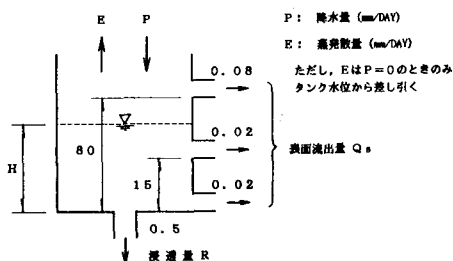 E P
P： 降水量 (mm/DAY)
E： 蒸発散量 (mm/DAY)
ただし，EはP＝0のときのみ
タンク水位から差し引く
0.08
0.02
表面流出量 Qs
H
80
15
0.02
0.5
浸透量 R